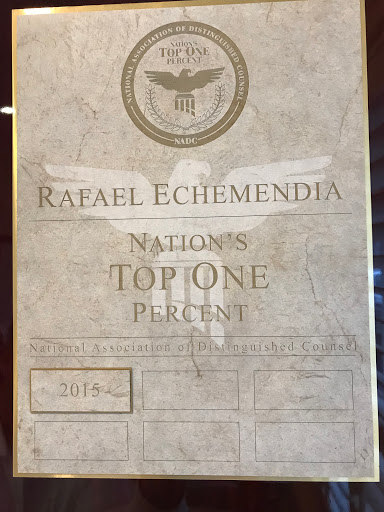 NATIONAL ASSOCIATION OF DISTINGUISHED COUNSEL
NATION'S
TOP ONE
PERCENT
NADC
RAFAEL ECHEMENDIA
NATION'S
TOP ONE
PERCENT
National Association of Distinguished Counsel
2015